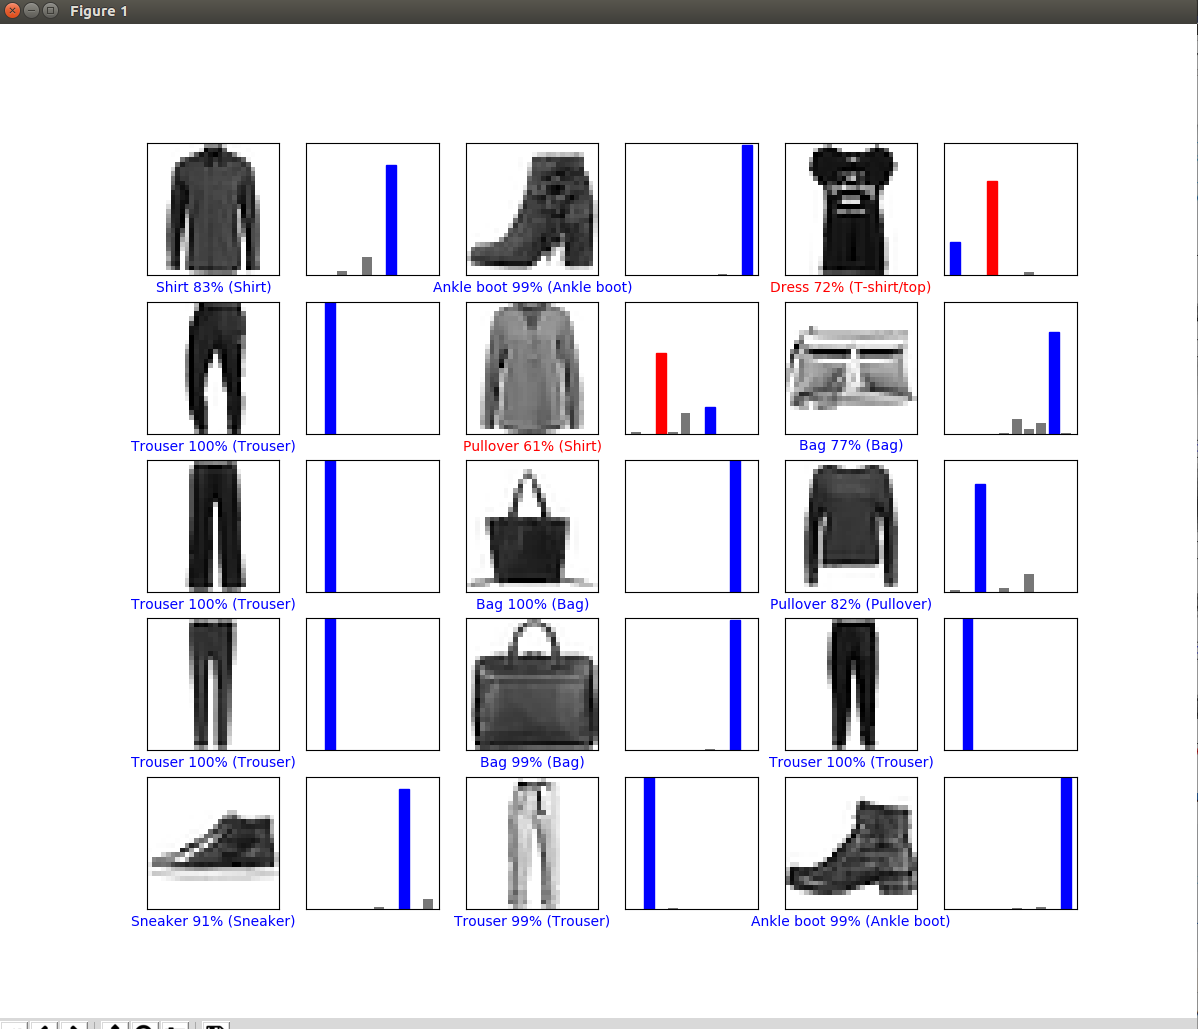 Figure 1
Shirt 83% (Shirt)
Ankle boot 99% (Ankle boot)
Dress 72% (T-shirt/top)
Trouser 100% (Trouser)
Pullover 61% (Shirt)
Bag 77% (Bag)
Trouser 100% (Trouser)
Bag 100% (Bag)
Pullover 82% (Pullover)
Trouser 100% (Trouser)
Bag 99% (Bag)
Trouser 100% (Trouser)
Sneaker 91% (Sneaker)
Trouser 99% (Trouser)
Ankle boot 99% (Ankle boot)